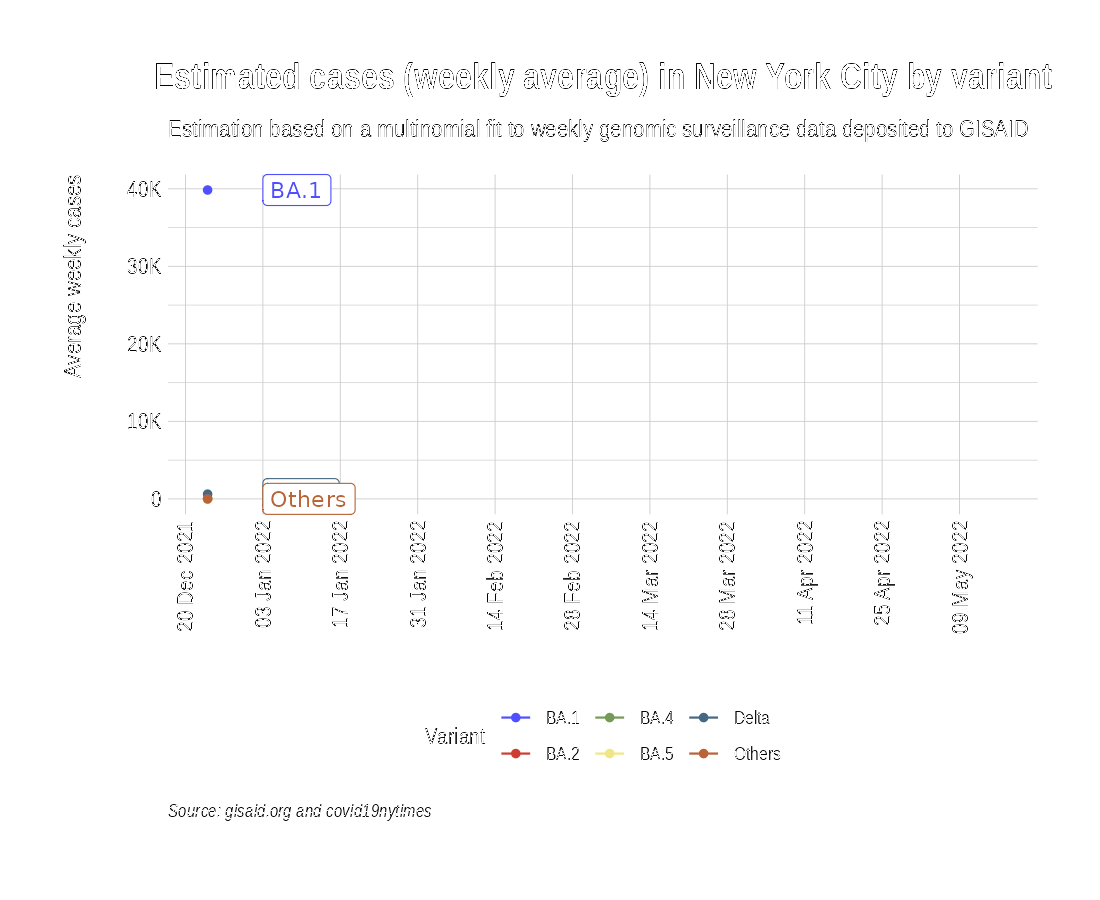 Estimated cases (weekly average) in New York City by variant
Estimation based on a multinomial fit to weekly genomic surveillance data deposited to GISAID
Average weekly cases
40K
30K
20K
10K
0
BA.1
Others
20 Dec 2021
03 Jan 2022
17 Jan 2022
31 Jan 2022
14 Feb 2022
28 Feb 2022
14 Mar 2022
28 Mar 2022
11 Apr 2022
25 Apr 2022
09 May 2022
Variant
BA.1
BA.4
Delta
BA.2
BA.5
Others
Source: gisaid.org and covid19nytimes